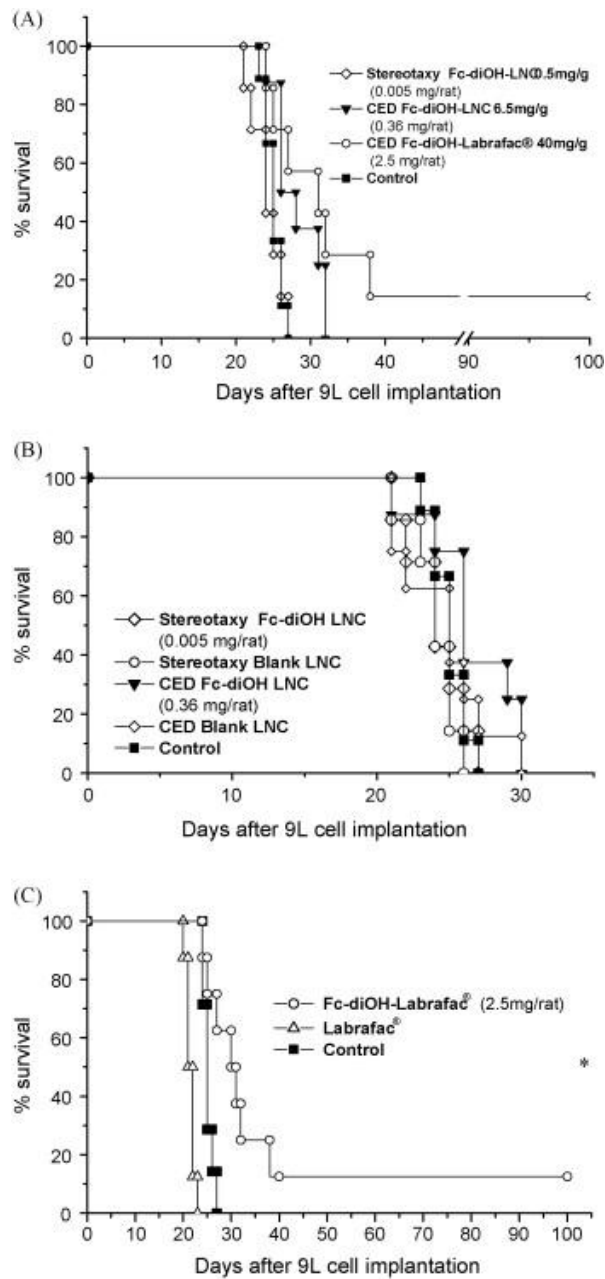 (A)
100
80
60
40
20
0
% survival
Stereotaxy Fc-diOH-LNC 0.5mg/g
(0.005 mg/rat)
CED Fc-diOH-LNC 6.5mg/g
(0.36 mg/rat)
CED Fc-diOH-Labrafac® 40mg/g
(2.5 mg/rat)
Control
0 10 20 30 40 90 100
Days after 9L cell implantation
(B)
100
80
60
40
20
0
% survival
Stereotaxy Fc-diOH LNC
(0.005 mg/rat)
Stereotaxy Blank LNC
CED Fc-diOH LNC
(0.36 mg/rat)
CED Blank LNC
Control
0 10 20 30
Days after 9L cell implantation
(C)
100
80
60
40
20
0
% survival
Fc-diOH-Labrafac® (2.5mg/rat)
Labrafac®
Control
*
0 10 20 30 40 50 60 70 80 90 100
Days after 9L cell implantation